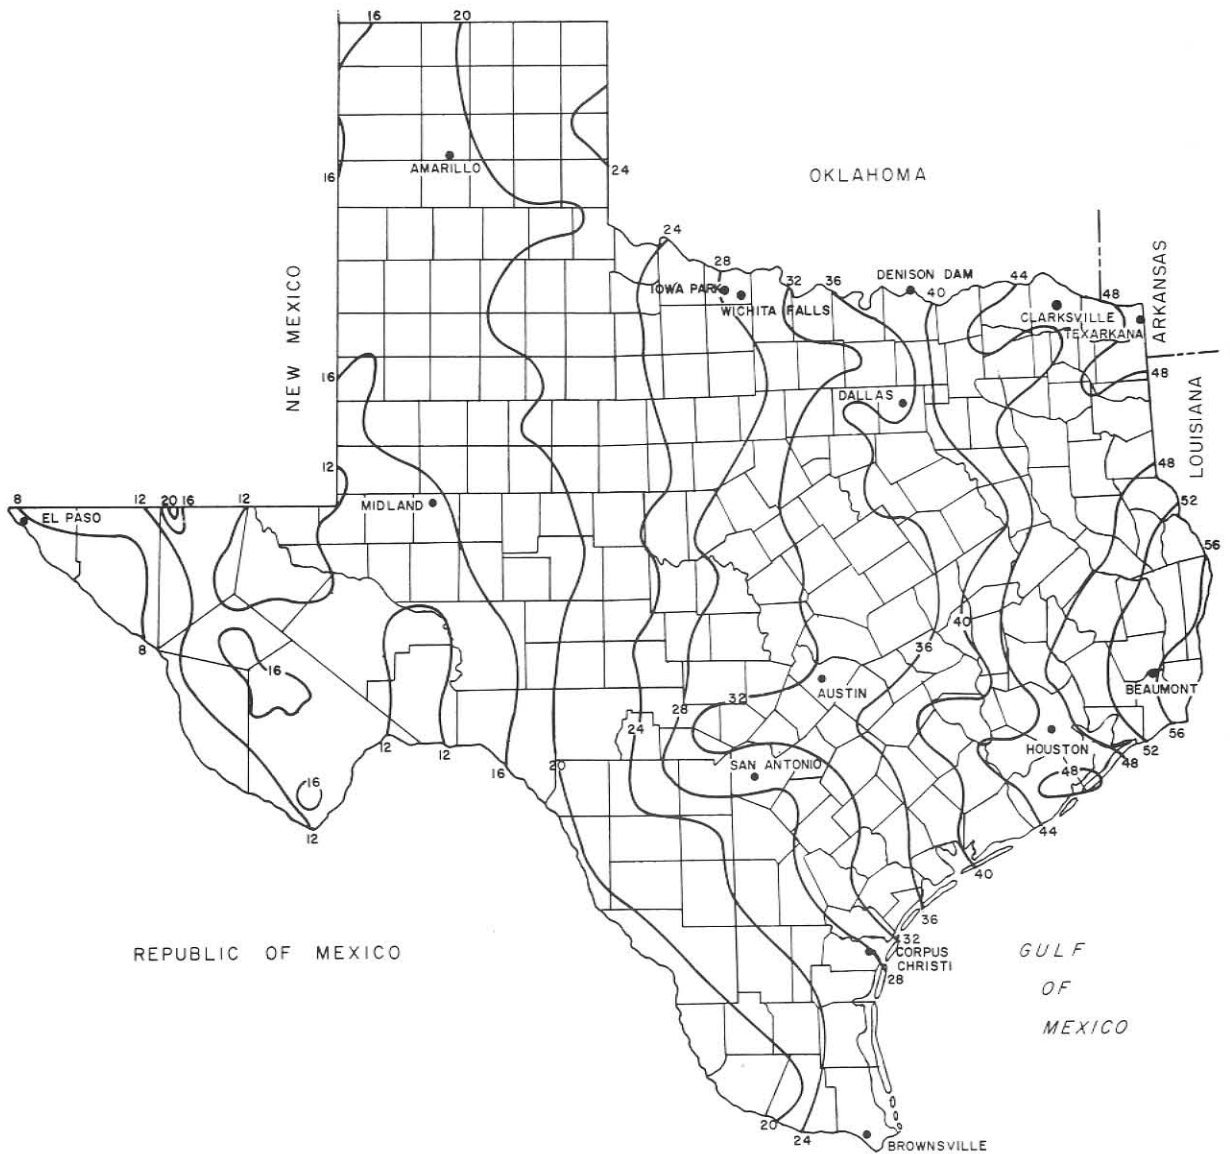 16
20
AMARILLO
16
24
OKLAHOMA
24
28
32
36
DENISON DAM
40
44
48
IOWA PARK
WICHITA FALLS
CLARKSVILLE
TEXARKANA
ARKANSAS
NEW MEXICO
16
DALLAS
48
LOUISIANA
12
48
8
12
20
16
12
MIDLAND
52
EL PASO
56
8
16
40
36
AUSTIN
BEAUMONT
32
28
24
12
12
16
20
SAN ANTONIO
HOUSTON
52
56
48
48
16
12
44
40
36
32
REPUBLIC OF MEXICO
CORPUS
CHRISTI
28
GULF
OF
MEXICO
20
24
BROWNSVILLE